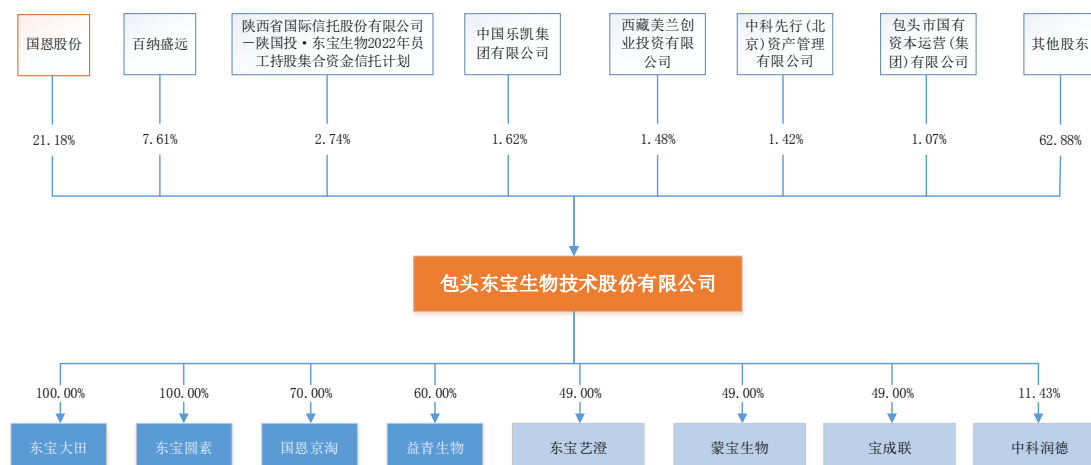 国恩股份
百纳盛远
陕西省国际信托股份有限公司
－陕国投•东宝生物2022年员
工持股集合资金信托计划
中国乐凯集
团有限公司
西藏美兰创
业投资有限
公司
中科先行(北
京)资产管理
有限公司
包头市国有
资本运营(集
团)有限公司
其他股东
21.18%
7.61%
2.74%
1.62%
1.48%
1.42%
1.07%
62.88%
包头东宝生物技术股份有限公司
100.00%
100.00%
70.00%
60.00%
49.00%
49.00%
49.00%
11.43%
东宝大田
东宝圆素
国恩京淘
益青生物
东宝艺澄
蒙宝生物
宝成联
中科润德